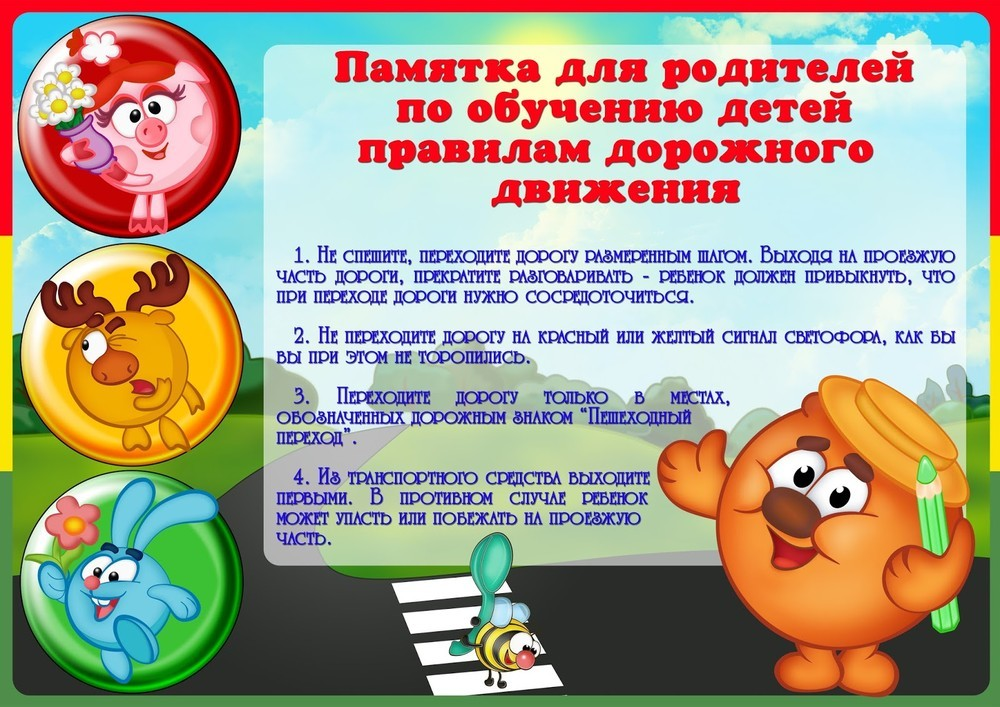 Памятка для родителей
по обучению детей
правилам дорожного
движения
1. Не спешите, переходите дорогу размеренным шагом. Выходя на проезжую
часть дороги, прекратите разговаривать - ребенок должен привыкнуть, что
при переходе дороги нужно сосредоточиться.
2. Не переходите дорогу на красный или желтый сигнал светофора, как бы
вы при этом не торопились.
3. Переходите дорогу только в местах,
обозначенных дорожным знаком “Пешеходный
переход”.
4. Из транспортного средства выходите
первыми. В противном случае ребенок
может упасть или побежать на проезжую
часть.